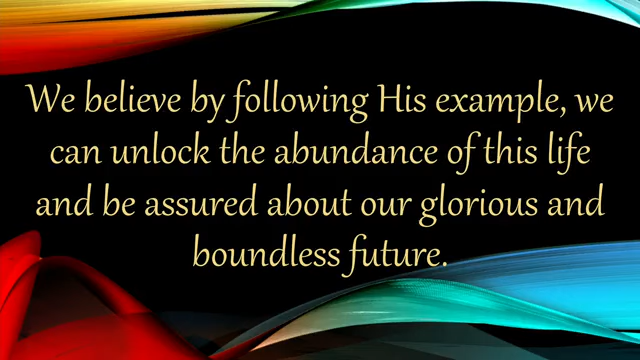 We believe by following His example, we
can unlock the abundance of this life
and be assured about our glorious and
boundless future.